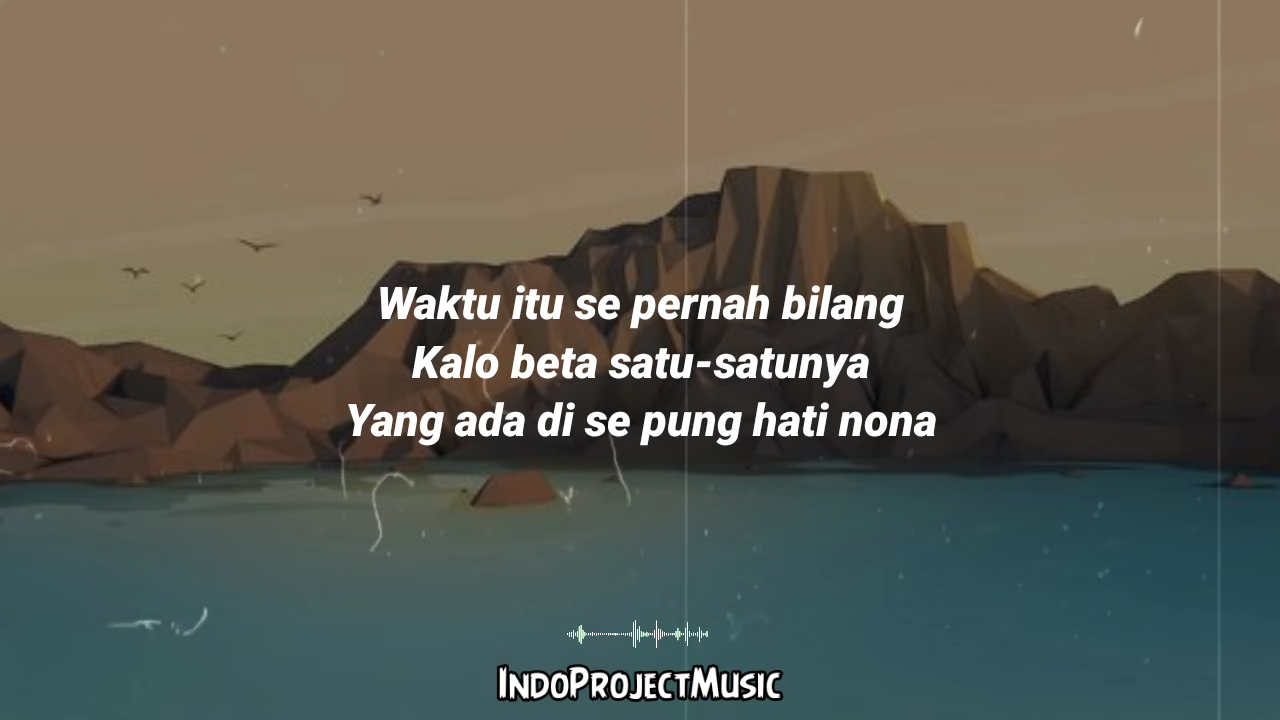 Waktu itu se pernah bilang
Kalo beta satu-satunya
Yang ada di se pung hati nona
IndoProjectMusic